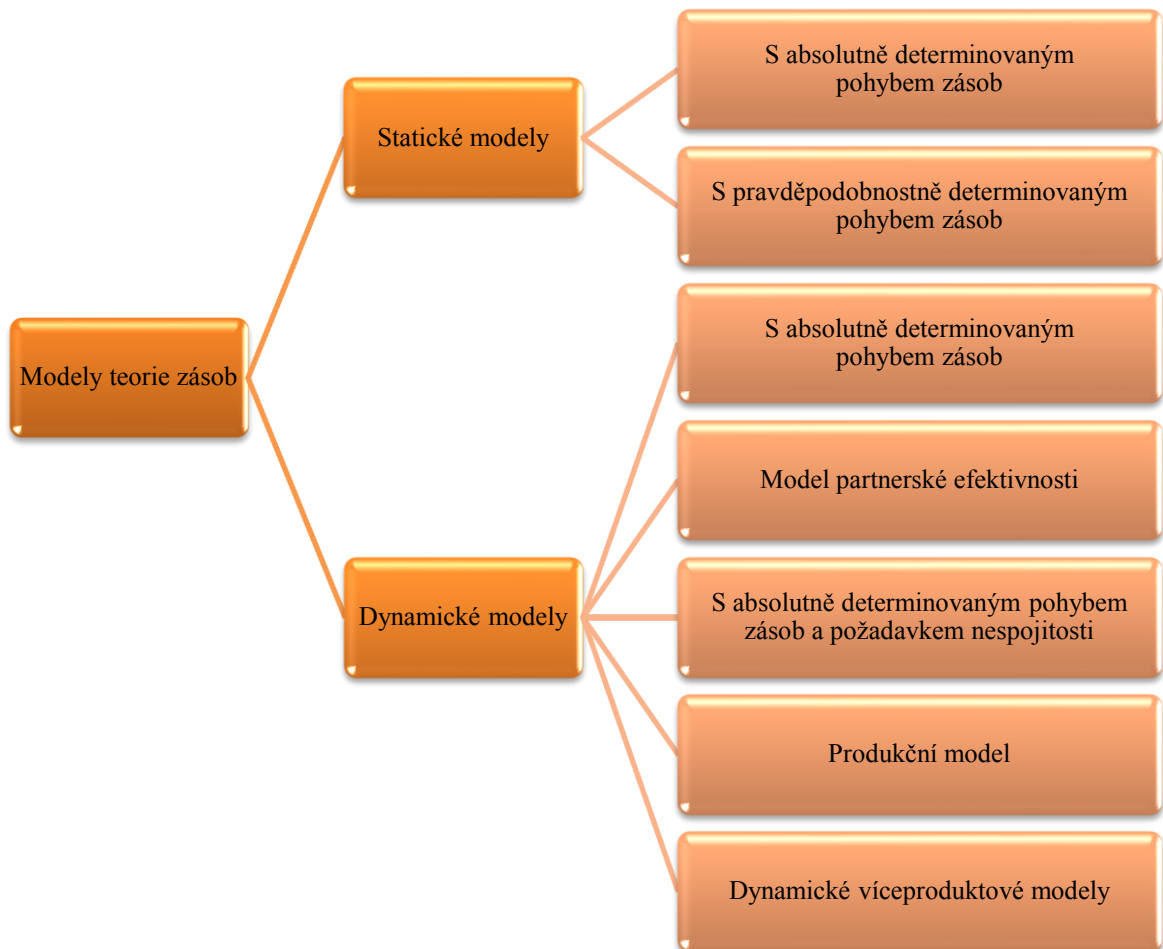 Modely teorie zásob
Statické modely
S absolutně determinovaným
pohybem zásob
S pravděpodobnostně determinovaným
pohybem zásob
Dynamické modely
S absolutně determinovaným
pohybem zásob
Model partnerské efektivnosti
S absolutně determinovaným pohybem
zásob a požadavkem nespojitosti
Produkční model
Dynamické víceproduktové modely